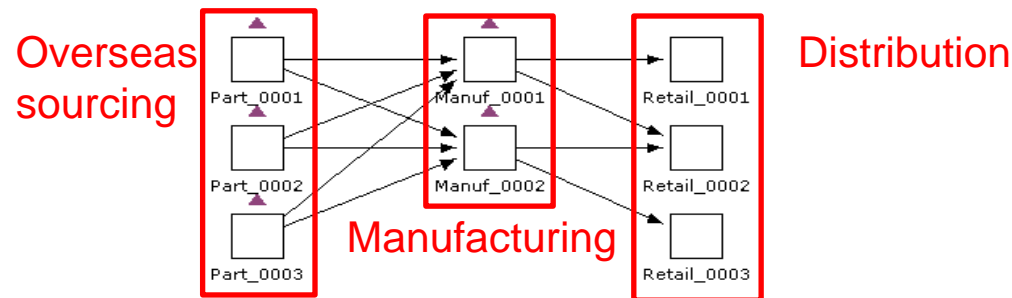 Overseas
sourcing
Part_0001
Part_0002
Part_0003
Manuf_0001
Manuf_0002
Manufacturing
Retail_0001
Retail_0002
Retail_0003
Distribution